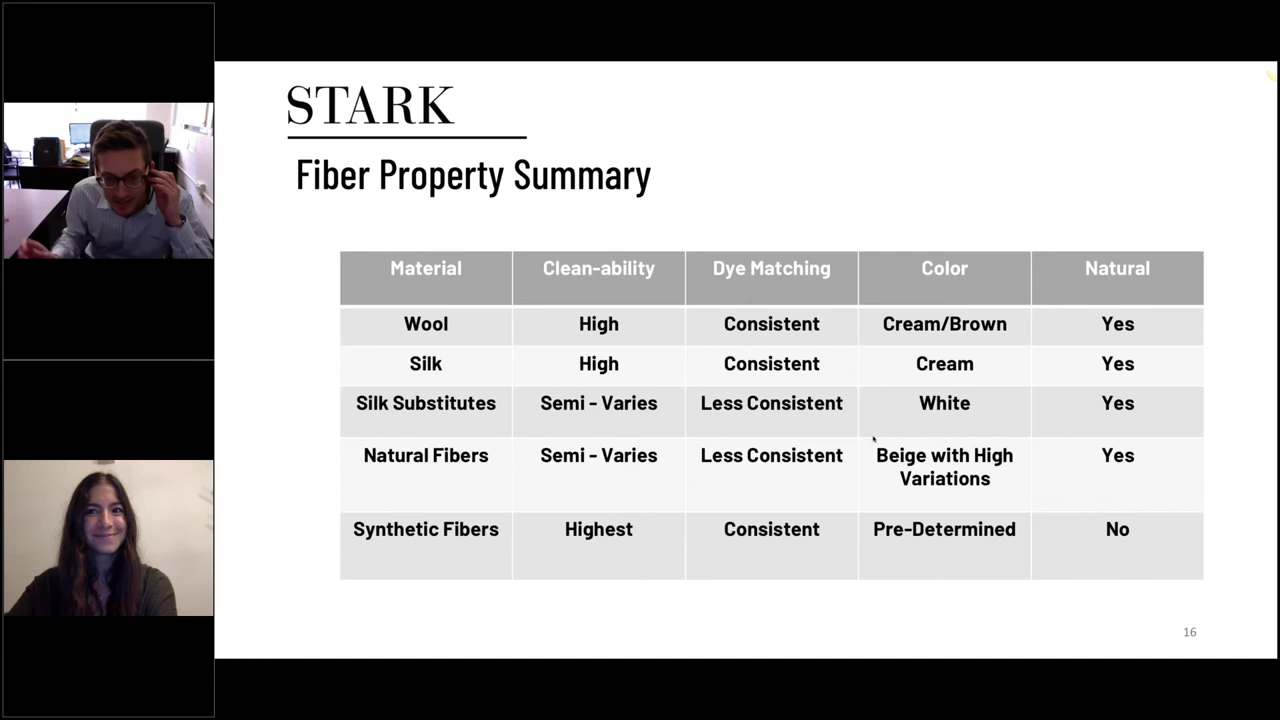 STARK
Fiber Property Summary
Material Clean-ability Dye Matching Color Natural
Wool High Consistent Cream/Brown Yes
Silk High Consistent Cream Yes
Silk Substitutes Semi - Varies Less Consistent White Yes
Natural Fibers Semi - Varies Less Consistent Beige with High Yes
Variations
Synthetic Fibers Highest Consistent Pre-Determined No
16